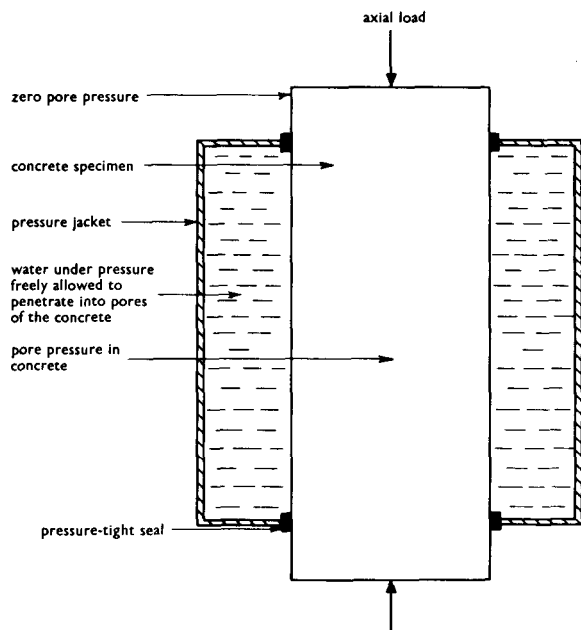 axial load
zero pore pressure
concrete specimen
pressure jacket
water under pressure
freely allowed to
penetrate into pores
of the concrete
pore pressure in
concrete
pressure-tight seal